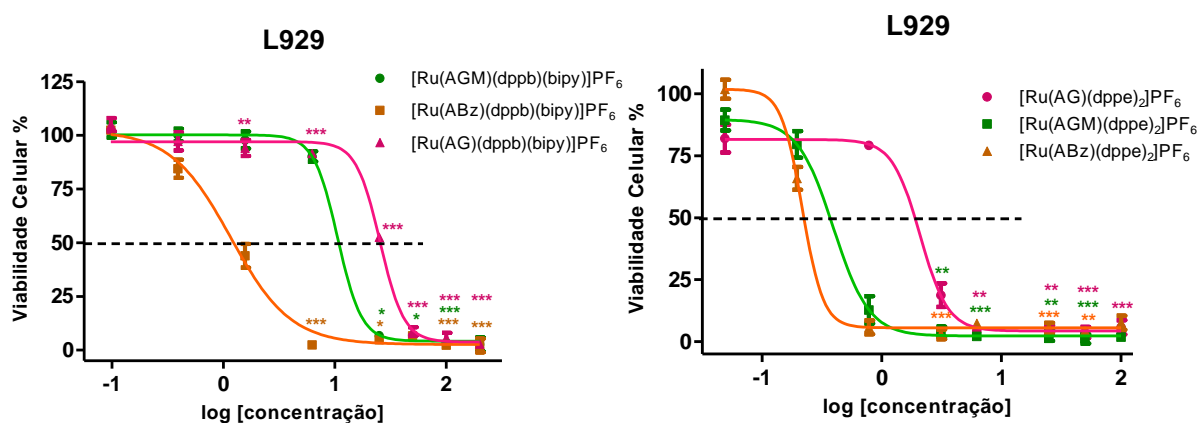 L929
[Ru(AGM)(dppb)(bipy)]PF6
[Ru(ABz)(dppb)(bipy)]PF6
[Ru(AG)(dppb)(bipy)]PF6
Viabilidade Celular %
125
100
75
50
25
0
** *** *** *** *** ***
* * ***
*** * *** ***
-1 0 1 2
log [concentração]
L929
[Ru(AG)(dppe)2]PF6
[Ru(AGM)(dppe)2]PF6
[Ru(ABz)(dppe)2]PF6
Viabilidade Celular %
100
75
50
25
0
** ** ** *** ***
*** ** ***
*** *** **
-1 0 1 2
log [concentração]